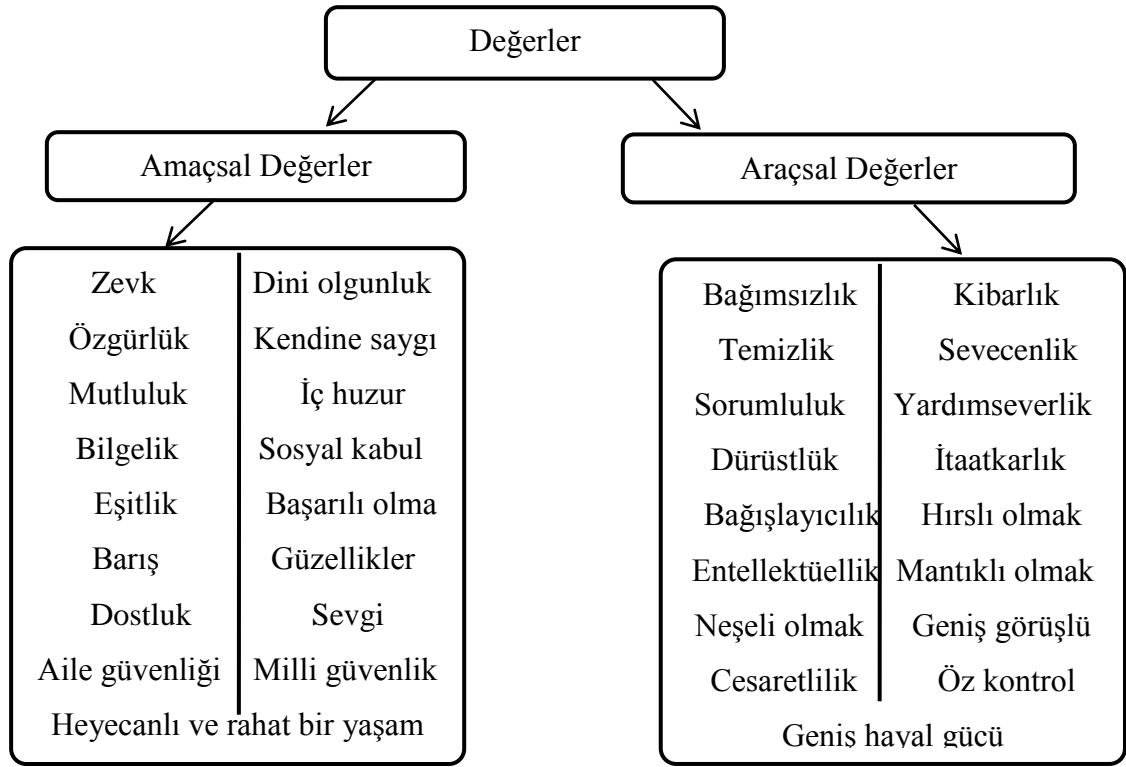 Değerler
Amaçsal Değerler
Zevk
Özgürlük
Mutluluk
Bilgelik
Eşitlik
Barış
Dostluk
Aile güvenliği
Dini olgunluk
Kendine saygı
İç huzur
Sosyal kabul
Başarılı olma
Güzellikler
Sevgi
Milli güvenlik
Heyecanlı ve rahat bir yaşam
Araçsal Değerler
Bağımsızlık
Temizlik
Sorumluluk
Dürüstlük
Bağışlayıcılık
Entellektüellik
Neşeli olmak
Cesaretlilik
Kibarlık
Sevecenlik
Yardımseverlik
İtaatkarlık
Hırslı olmak
Mantıklı olmak
Geniş görüşlü
Öz kontrol
Geniş hayal gücü